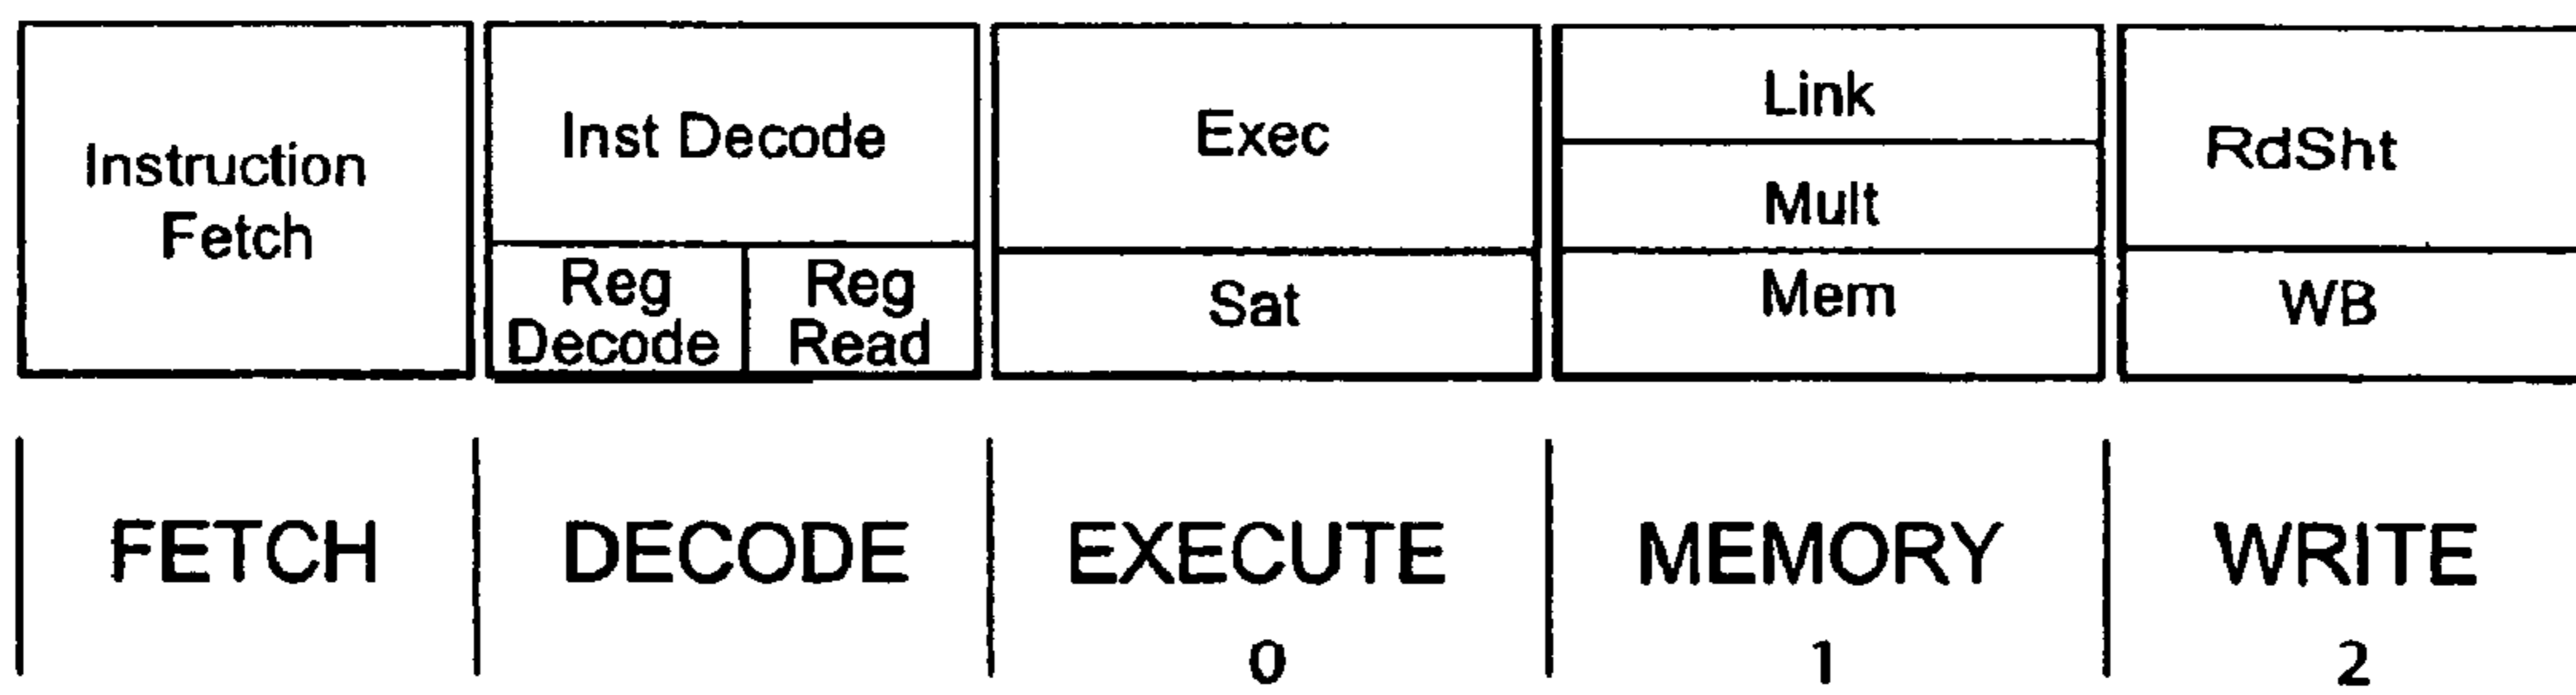 Instruction
Fetch
Inst Decode
Reg
Decode
Reg
Read
Exec
Sat
Link
Mult
Mem
RdSht
WB
FETCH
DECODE
EXECUTE
MEMORY
WRITE
0
1
2